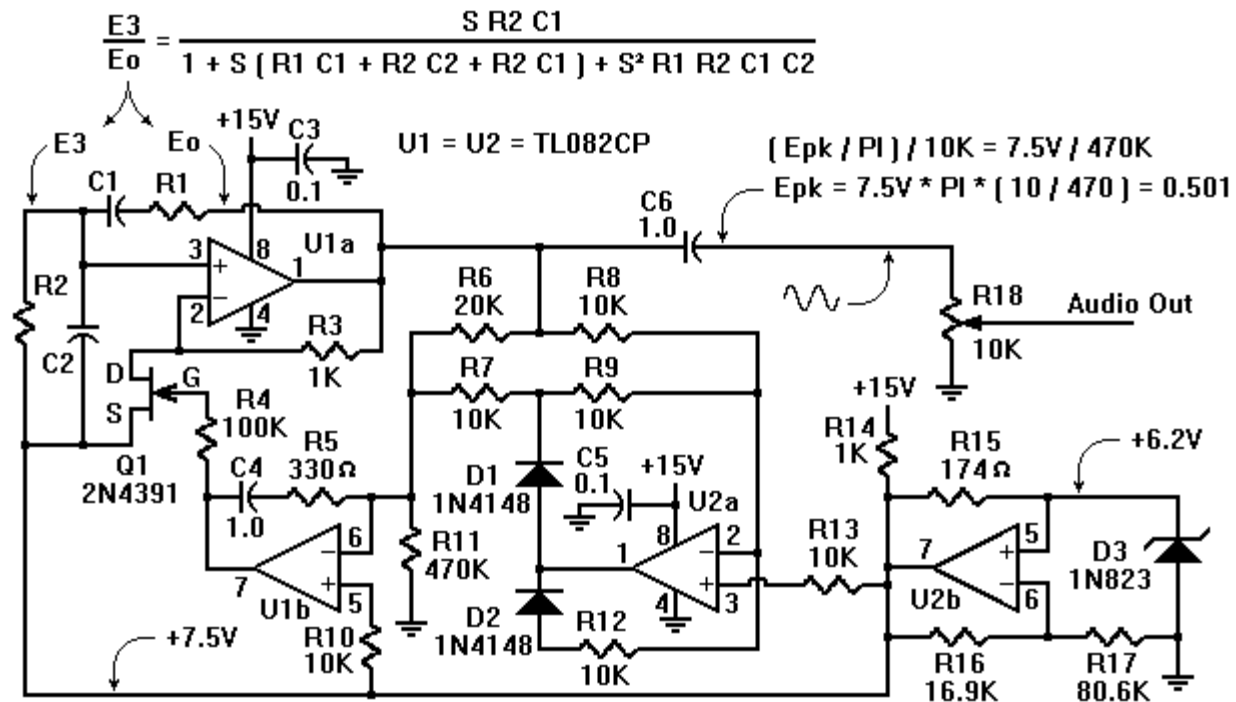 E3 / Eo = S R2 C1 / 1 + S ( R1 C1 + R2 C2 + R2 C1 ) + S² R1 R2 C1 C2
E3
Eo
+15V
C3
0.1
U1 = U2 = TL082CP
( Epk / PI ) / 10K = 7.5V / 470K
Epk = 7.5V * PI * ( 10 / 470 ) = 0.501
C1
R1
C6
1.0
3
+
8
U1a
1
−
2
4
R2
C2
R3
1K
R6
20K
R8
10K
R18
10K
Audio Out
D
G
S
Q1
2N4391
R4
100K
R7
10K
R9
10K
+15V
R14
1K
R15
174Ω
+6.2V
C4
1.0
R5
330Ω
D1
1N4148
C5
0.1
+15V
U2a
8
1
−
2
+
3
4
R13
10K
6
−
+
5
7
U1b
R11
470K
R10
10K
D2
1N4148
R12
10K
7
+
5
−
6
U2b
D3
1N823
R16
16.9K
R17
80.6K
+7.5V